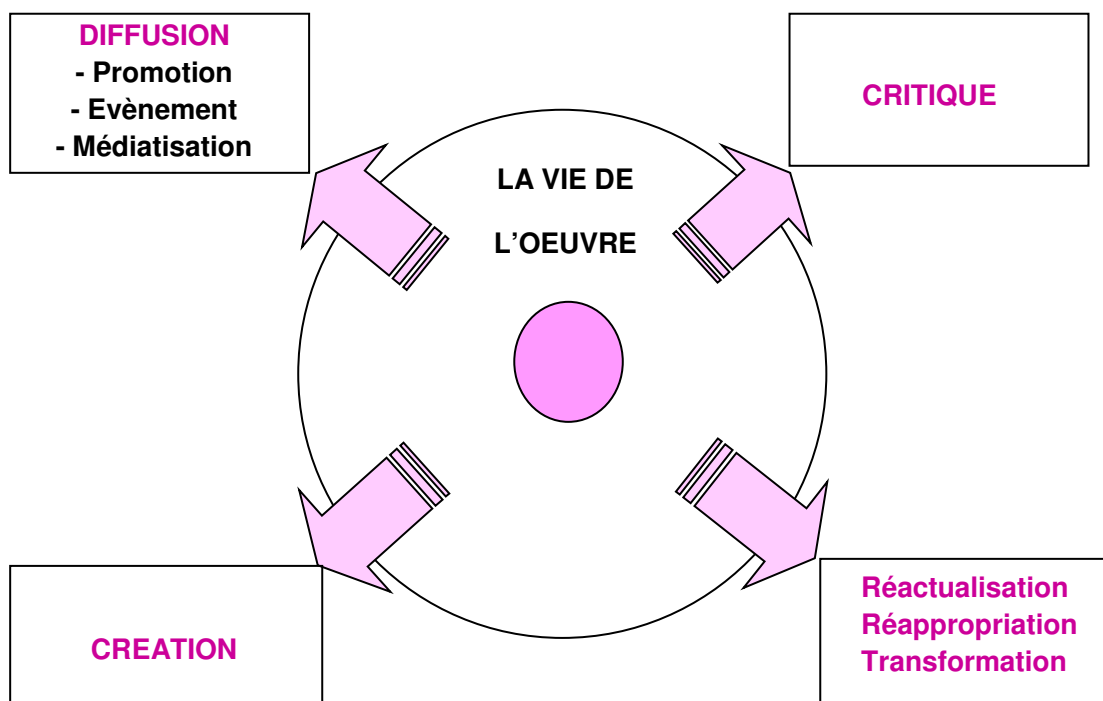 DIFFUSION
- Promotion
- Evènement
- Médiatisation
CRITIQUE
LA VIE DE
L'OEUVRE
CREATION
Réactualisation
Réappropriation
Transformation